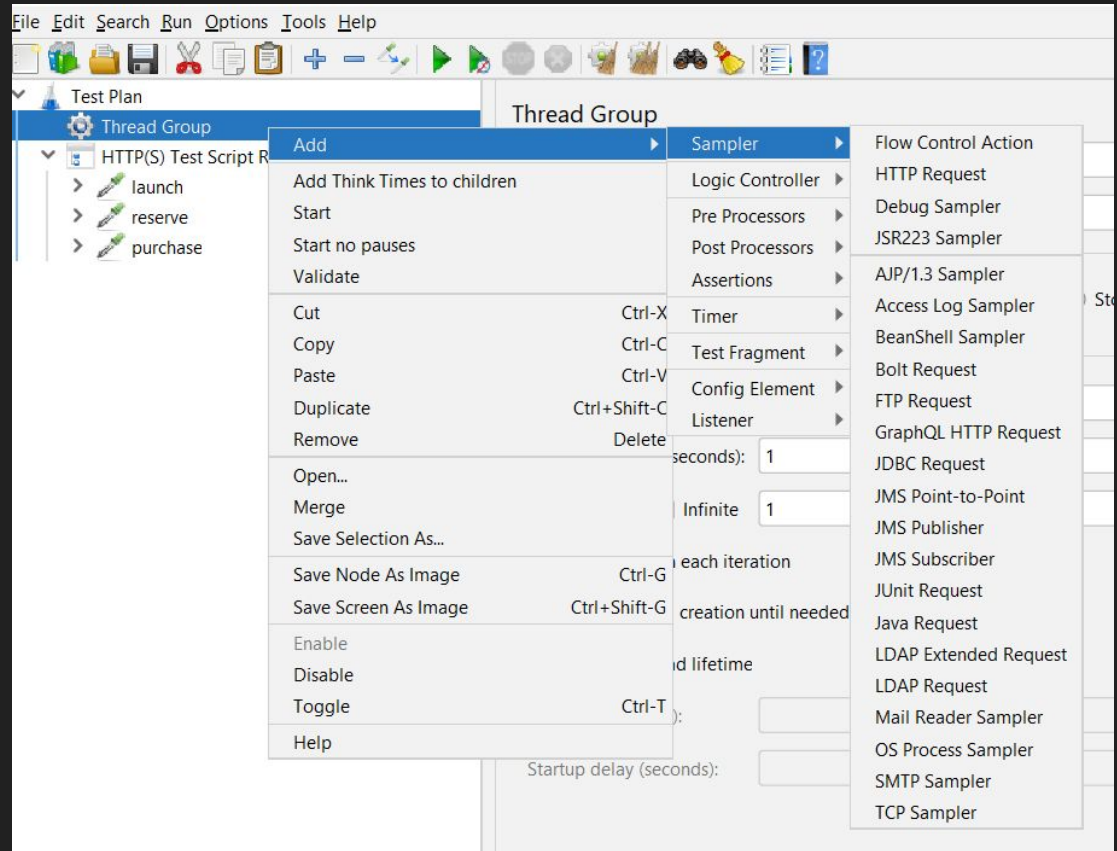 File Edit Search Run Options Tools Help
Test Plan
Thread Group
HTTP(S) Test Script R
launch
reserve
purchase
Thread Group
Add
Add Think Times to children
Start
Start no pauses
Validate
Cut Ctrl-X
Copy Ctrl-C
Paste Ctrl-V
Duplicate Ctrl+Shift-C
Remove Delete
Open...
Merge
Save Selection As...
Save Node As Image Ctrl-G
Save Screen As Image Ctrl+Shift-G
Enable
Disable
Toggle Ctrl-T
Help
Sampler
Logic Controller
Pre Processors
Post Processors
Assertions
Timer
Test Fragment
Config Element
Listener
Flow Control Action
HTTP Request
Debug Sampler
JSR223 Sampler
AJP/1.3 Sampler
Access Log Sampler
BeanShell Sampler
Bolt Request
FTP Request
GraphQL HTTP Request
JDBC Request
JMS Point-to-Point
JMS Publisher
JMS Subscriber
JUnit Request
Java Request
LDAP Extended Request
LDAP Request
Mail Reader Sampler
OS Process Sampler
SMTP Sampler
TCP Sampler
seconds): 1
Infinite 1
each iteration
creation until needed
d lifetime
):
Startup delay (seconds):